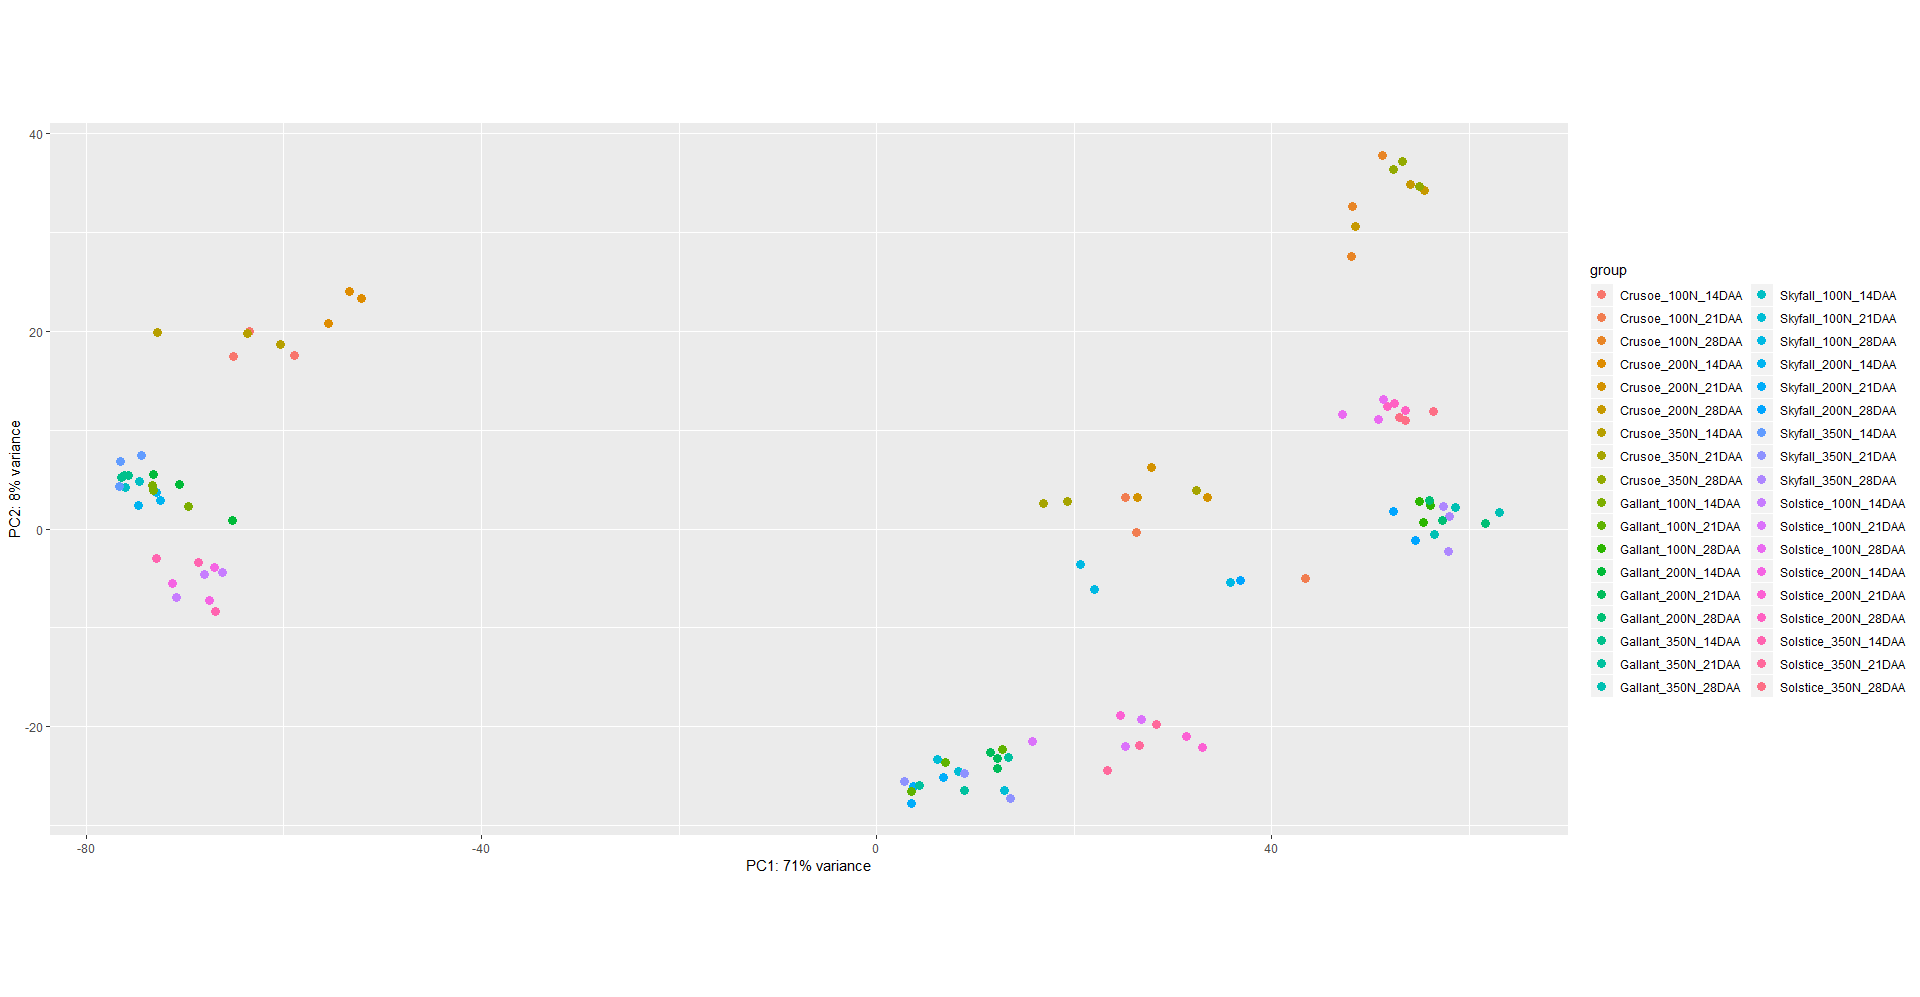 40
20
0
-20
PC2: 8% variance
-80
-40
0
40
PC1: 71% variance
group
Crusoe_100N_14DAA
Crusoe_100N_21DAA
Crusoe_100N_28DAA
Crusoe_200N_14DAA
Crusoe_200N_21DAA
Crusoe_200N_28DAA
Crusoe_350N_14DAA
Crusoe_350N_21DAA
Crusoe_350N_28DAA
Gallant_100N_14DAA
Gallant_100N_21DAA
Gallant_100N_28DAA
Gallant_200N_14DAA
Gallant_200N_21DAA
Gallant_200N_28DAA
Gallant_350N_14DAA
Gallant_350N_21DAA
Gallant_350N_28DAA
Skyfall_100N_14DAA
Skyfall_100N_21DAA
Skyfall_100N_28DAA
Skyfall_200N_14DAA
Skyfall_200N_21DAA
Skyfall_200N_28DAA
Skyfall_350N_14DAA
Skyfall_350N_21DAA
Skyfall_350N_28DAA
Solstice_100N_14DAA
Solstice_100N_21DAA
Solstice_100N_28DAA
Solstice_200N_14DAA
Solstice_200N_21DAA
Solstice_200N_28DAA
Solstice_350N_14DAA
Solstice_350N_21DAA
Solstice_350N_28DAA